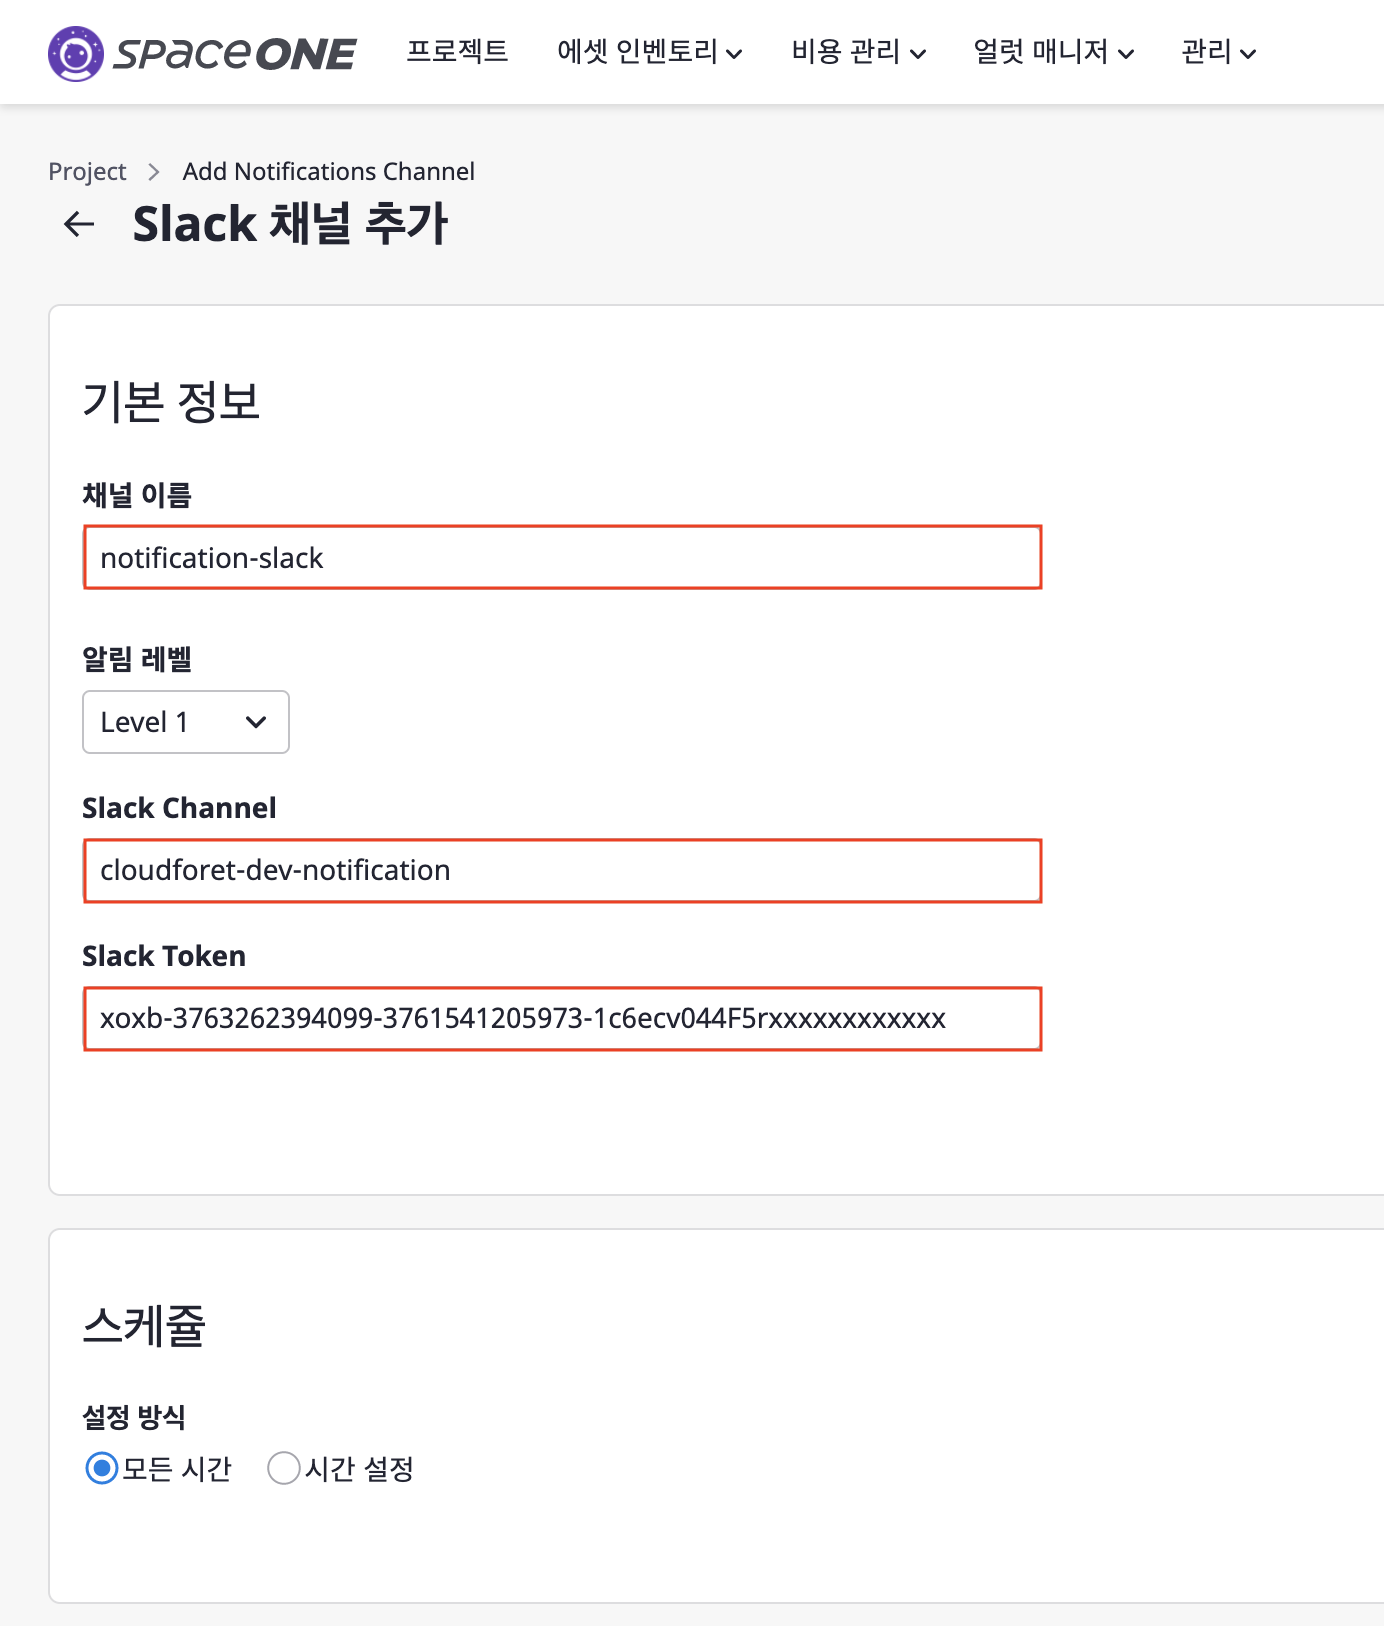 spaceONE 프로젝트 에셋 인벤토리 비용 관리 얼럿 매니저 관리
Project > Add Notifications Channel
← Slack 채널 추가
기본 정보
채널 이름
notification-slack
알림 레벨
Level 1
Slack Channel
cloudforet-dev-notification
Slack Token
xoxb-3763262394099-3761541205973-1c6ecv044F5rxxxxxxxxxxxx
스케쥴
설정 방식
모든 시간 시간 설정